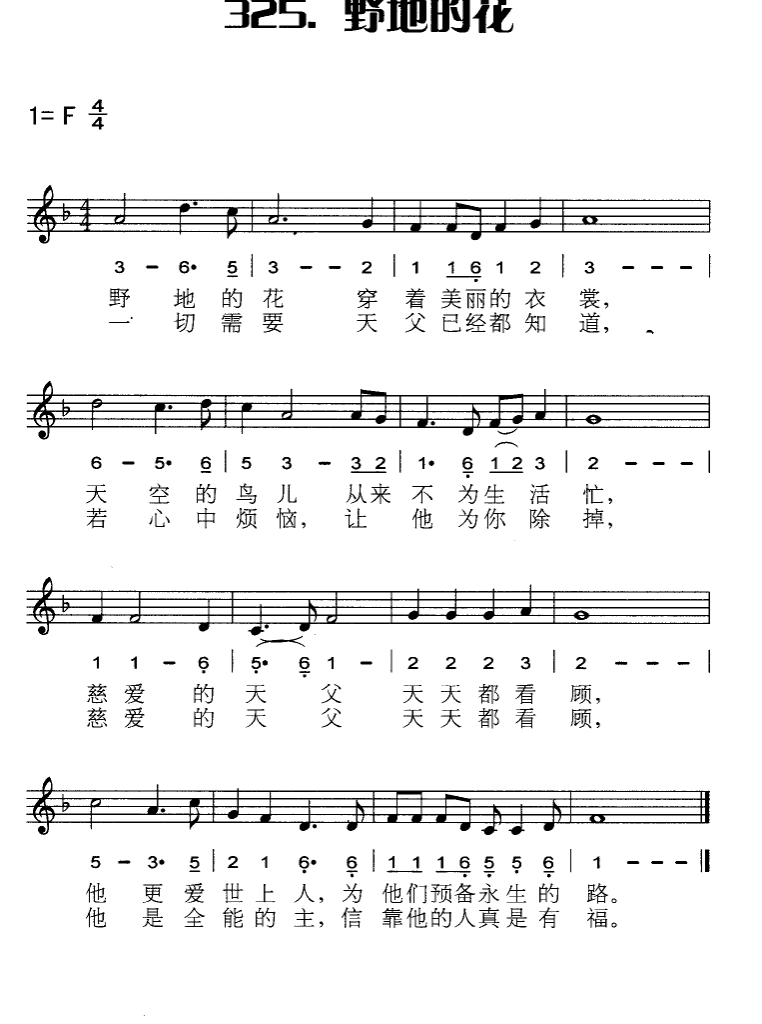 325. 野地的花
1= F 4/4
3 – 6· 5 | 3 – – 2 | 1 1 6 1 2 | 3 – – – |
野 地 的 花 穿 着 美丽的 衣 裳,
一 切 需 要 天 父 已经都 知 道,
6 – 5· 6 | 5 3 – 3 2 | 1· 6 1 2 3 | 2 – – – |
天 空 的 鸟 儿 从来 不 为生 活 忙,
若 心 中 烦 恼, 让 他 为你 除 掉,
1 1 – 6 | 5· 6 1 – | 2 2 2 3 | 2 – – – |
慈 爱 的 天 父 天 天 都 看 顾,
慈 爱 的 天 父 天 天 都 看 顾,
5 – 3· 5 | 2 1 6· 6 | 1 1 1 6 5 5 6 | 1 – – – ‖
他 更 爱 世 上 人, 为 他们预备永生 的 路。
他 是 全 能 的 主, 信 靠他的人真是 有 福。